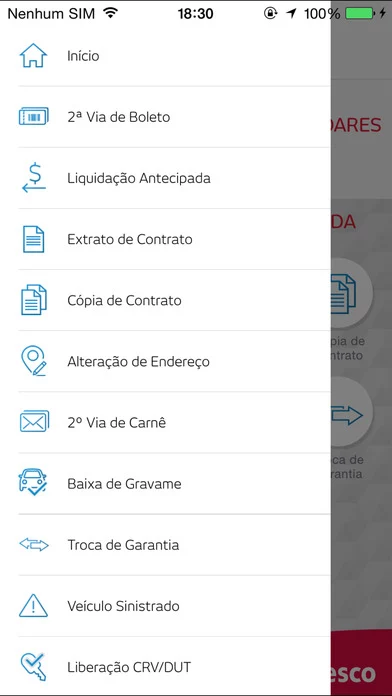 Nenhum SIM 18:30 100%
Início
2ª Via de Boleto
DARES
Liquidação Antecipada
Extrato de Contrato
DA
Cópia de Contrato
pia de
ntrato
Alteração de Endereço
2º Via de Carnê
Baixa de Gravame
oca de
rantia
Troca de Garantia
Veículo Sinistrado
Liberação CRV/DUT
esco